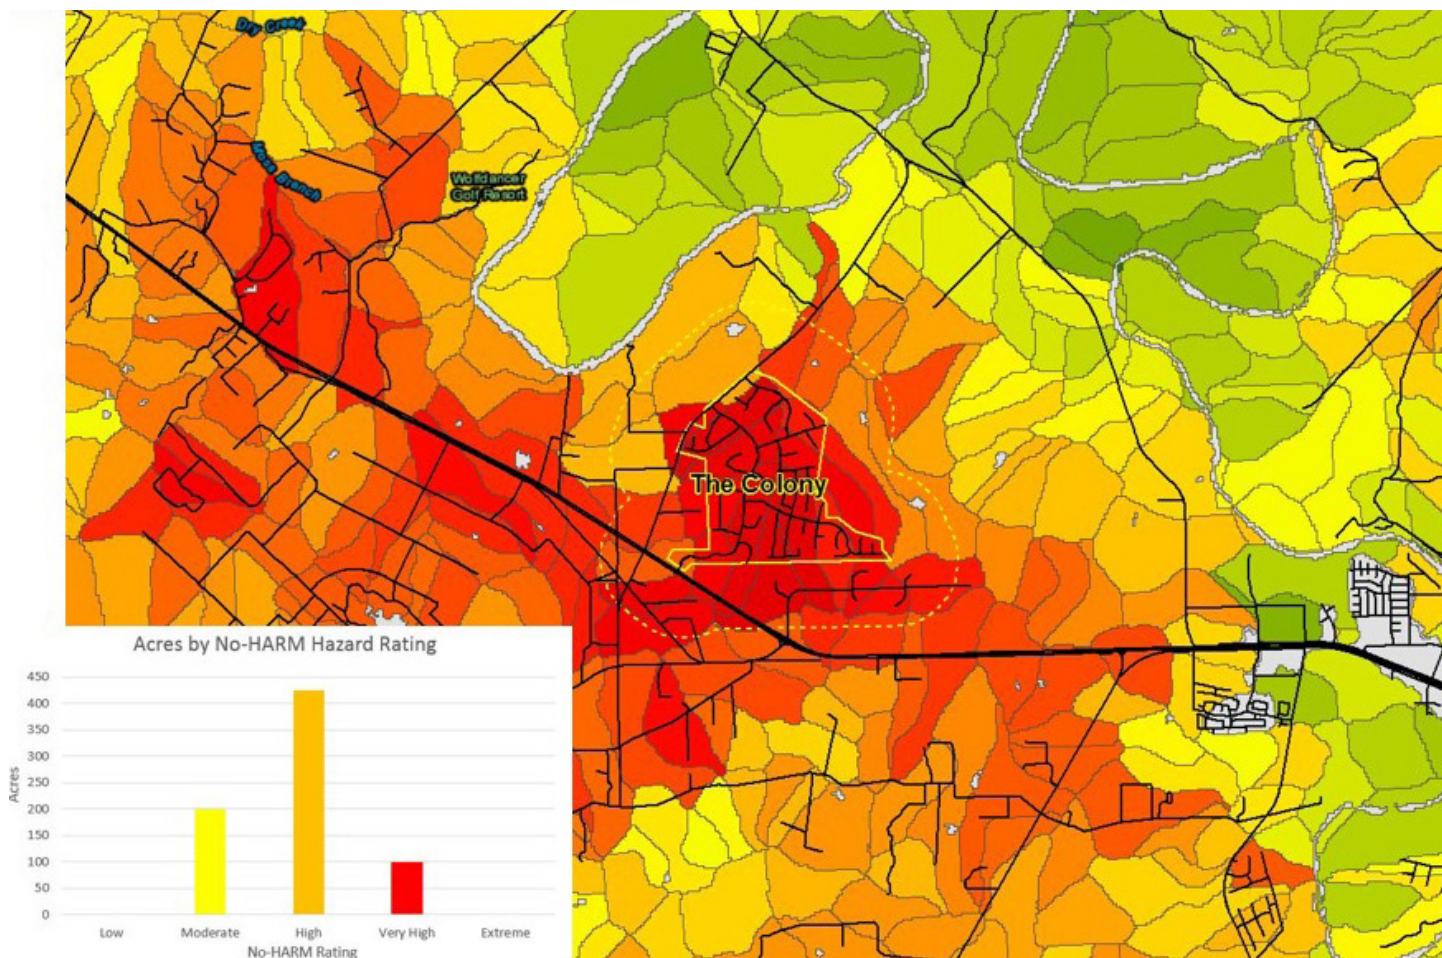 Dry Creek
Moss Branch
Wolfdancer
Golf Resort
The Colony
Acres by No-HARM Hazard Rating
450
400
350
300
250
200
150
100
50
0
Acres
Low Moderate High Very High Extreme
No-HARM Rating